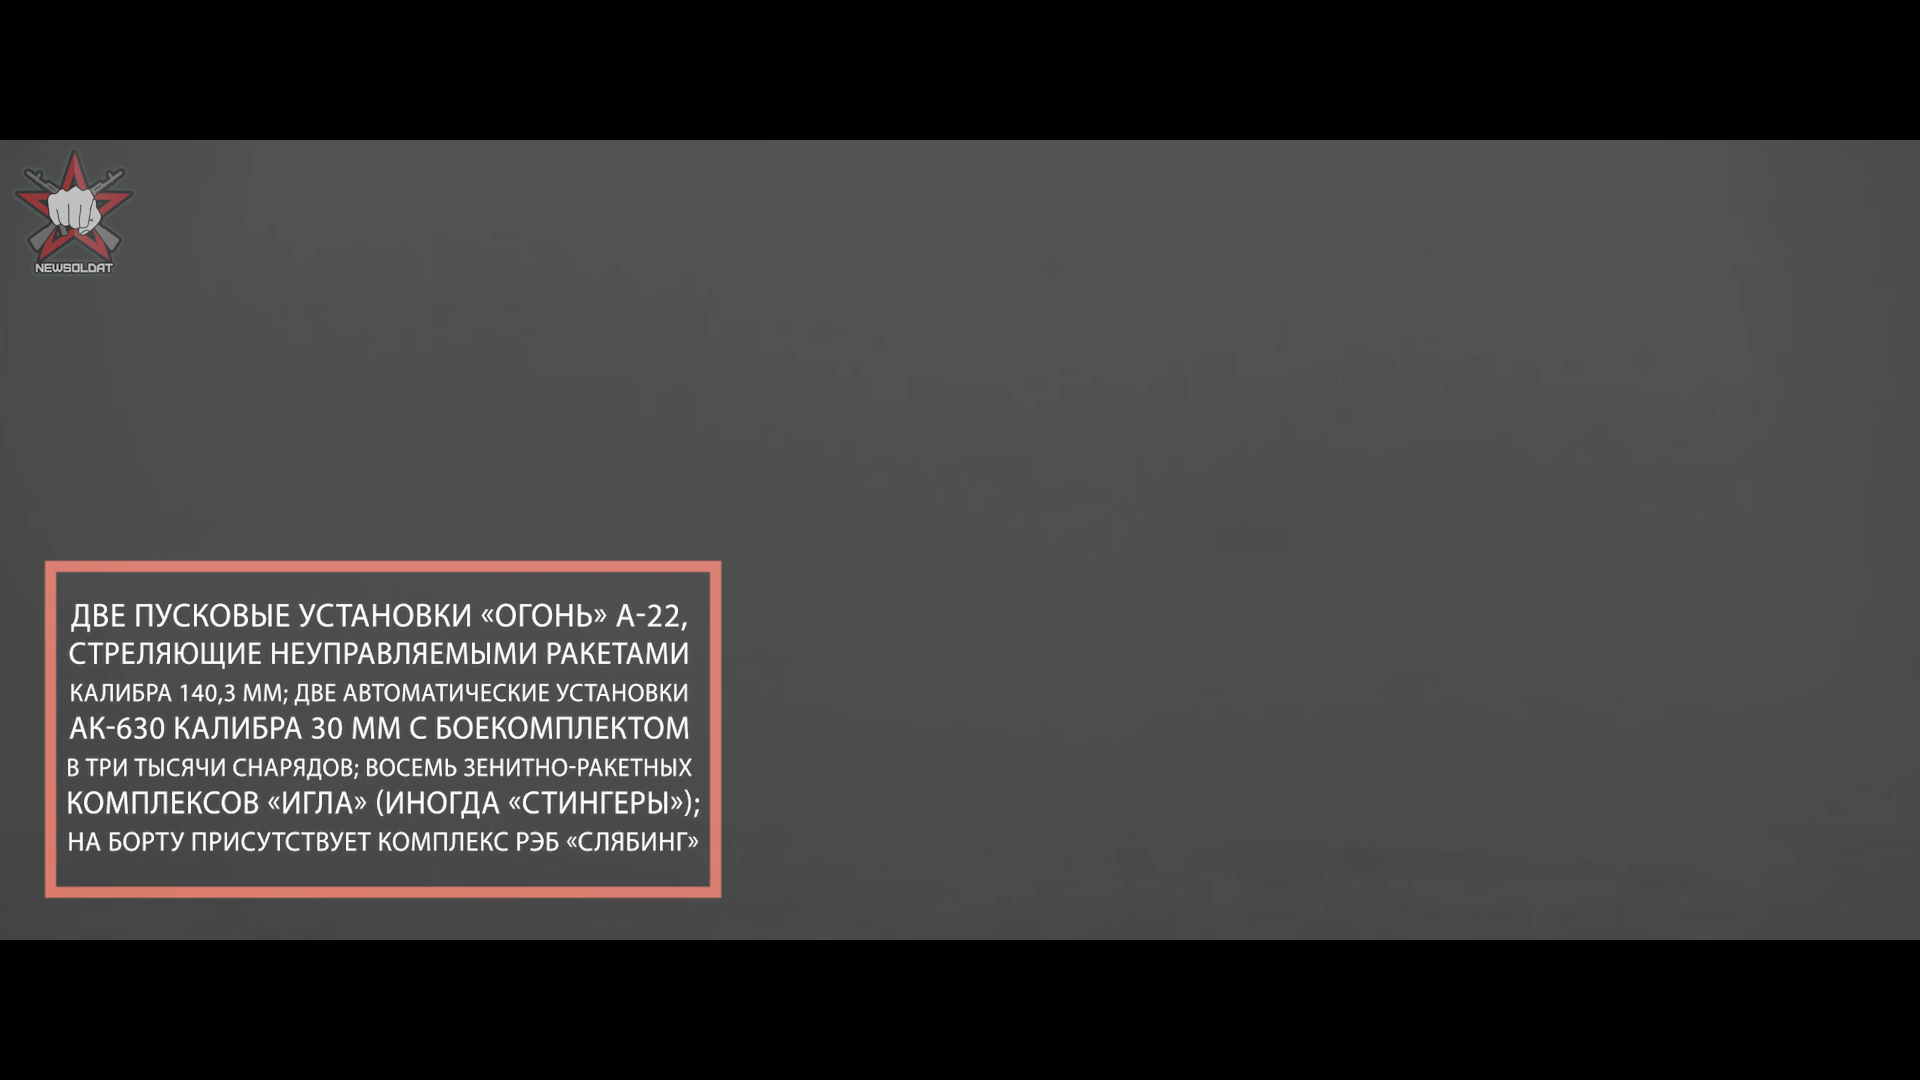 NEWSOLDAT
ДВЕ ПУСКОВЫЕ УСТАНОВКИ «ОГОНЬ» А-22,
СТРЕЛЯЮЩИЕ НЕУПРАВЛЯЕМЫМИ РАКЕТАМИ
КАЛИБРА 140,3 ММ; ДВЕ АВТОМАТИЧЕСКИЕ УСТАНОВКИ
АК-630 КАЛИБРА 30 ММ С БОЕКОМПЛЕКТОМ
В ТРИ ТЫСЯЧИ СНАРЯДОВ; ВОСЕМЬ ЗЕНИТНО-РАКЕТНЫХ
КОМПЛЕКСОВ «ИГЛА» (ИНОГДА «СТИНГЕРЫ»);
НА БОРТУ ПРИСУТСТВУЕТ КОМПЛЕКС РЭБ «СЛЯБИНГ»